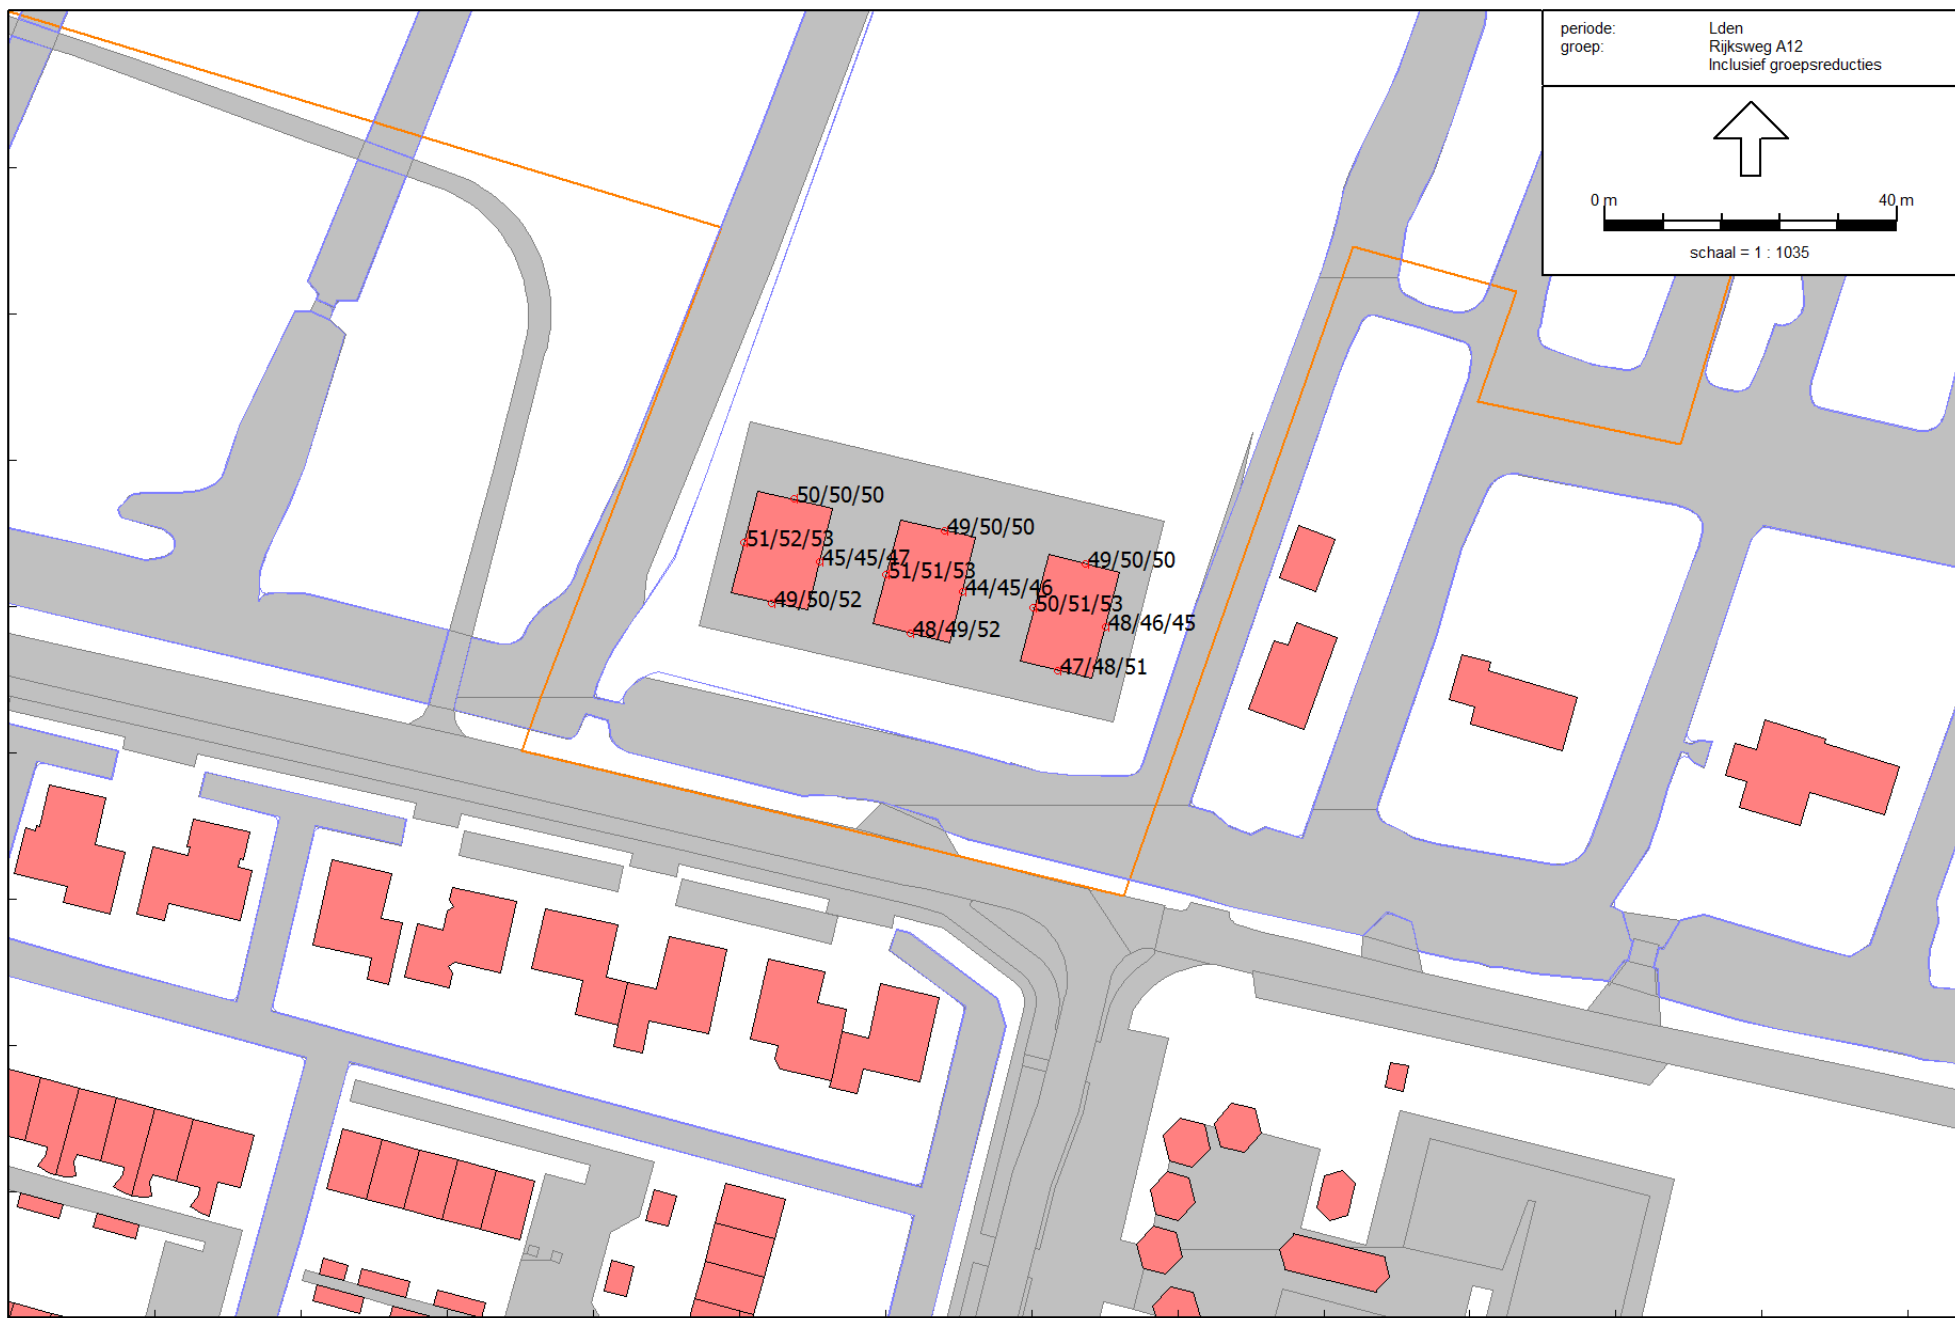 periode: Lden
groep: Rijksweg A12
Inclusief groepsreducties
0 m 40 m
schaal = 1 : 1035
50/50/50
51/52/53
45/45/47
49/50/52
49/50/50
51/51/53
44/45/46
48/49/52
49/50/50
50/51/53
48/46/45
47/48/51